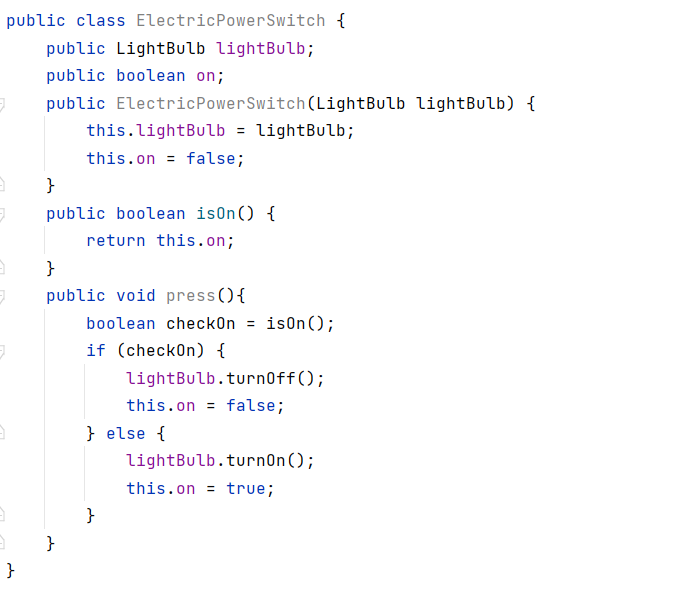 public class ElectricPowerSwitch {
    public LightBulb lightBulb;
    public boolean on;
    public ElectricPowerSwitch(LightBulb lightBulb) {
        this.lightBulb = lightBulb;
        this.on = false;
    }
    public boolean isOn() {
        return this.on;
    }
    public void press(){
        boolean checkOn = isOn();
        if (checkOn) {
            lightBulb.turnOff();
            this.on = false;
        } else {
            lightBulb.turnOn();
            this.on = true;
        }
    }
}